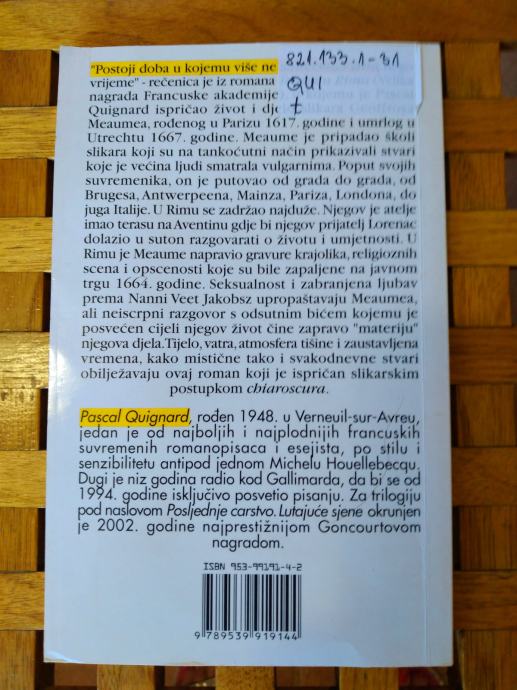 821.133.1-31
QUI
t
"Postoji doba u kojemu više ne
vrijeme" - rečenica je iz romana
nagrada Francuske akademije
Quignard ispričao život i dje
Meaumea, rođenog u Parizu 1617. godine i umrlog u
Utrechtu 1667. godine. Meaume je pripadao školi
slikara koji su na tankoćutni način prikazivali stvari
koje je većina ljudi smatrala vulgarnima. Poput svojih
suvremenika, on je putovao od grada do grada, od
Brugesa, Antwerpeena, Mainza, Pariza, Londona, do
juga Italije. U Rimu se zadržao najduže. Njegov je atelje
imao terasu na Aventinu gdje bi njegov prijatelj Lorenac
dolazio u suton razgovarati o životu i umjetnosti. U
Rimu je Meaume napravio gravure krajolika, religioznih
scena i opscenosti koje su bile zapaljene na javnom
trgu 1664. godine. Seksualnost i zabranjena ljubav
prema Nanni Veet Jakobsz upropaštavaju Meaumea,
ali neiscrpni razgovor s odsutnim bićem kojemu je
posvećen cijeli njegov život čine zapravo "materiju"
njegova djela. Tijelo, vatra, atmosfera tišine i zaustavljena
vremena, kako mistične tako i svakodnevne stvari
obilježavaju ovaj roman koji je ispričan slikarskim
postupkom chiaroscura.
Pascal Quignard, rođen 1948. u Verneuil-sur-Avreu,
jedan je od najboljih i najplodnijih francuskih
suvremenih romanopisaca i esejista, po stilu i
senzibilitetu antipod jednom Michelu Houellebecqu.
Dugi je niz godina radio kod Gallimarda, da bi se od
1994. godine isključivo posvetio pisanju. Za trilogiju
pod naslovom Posljednje carstvo. Lutajuće sjene okrunjen
je 2002. godine najprestižnijom Goncourtovom
nagradom.
ISBN 953-99191-4-2
9 789539 919144